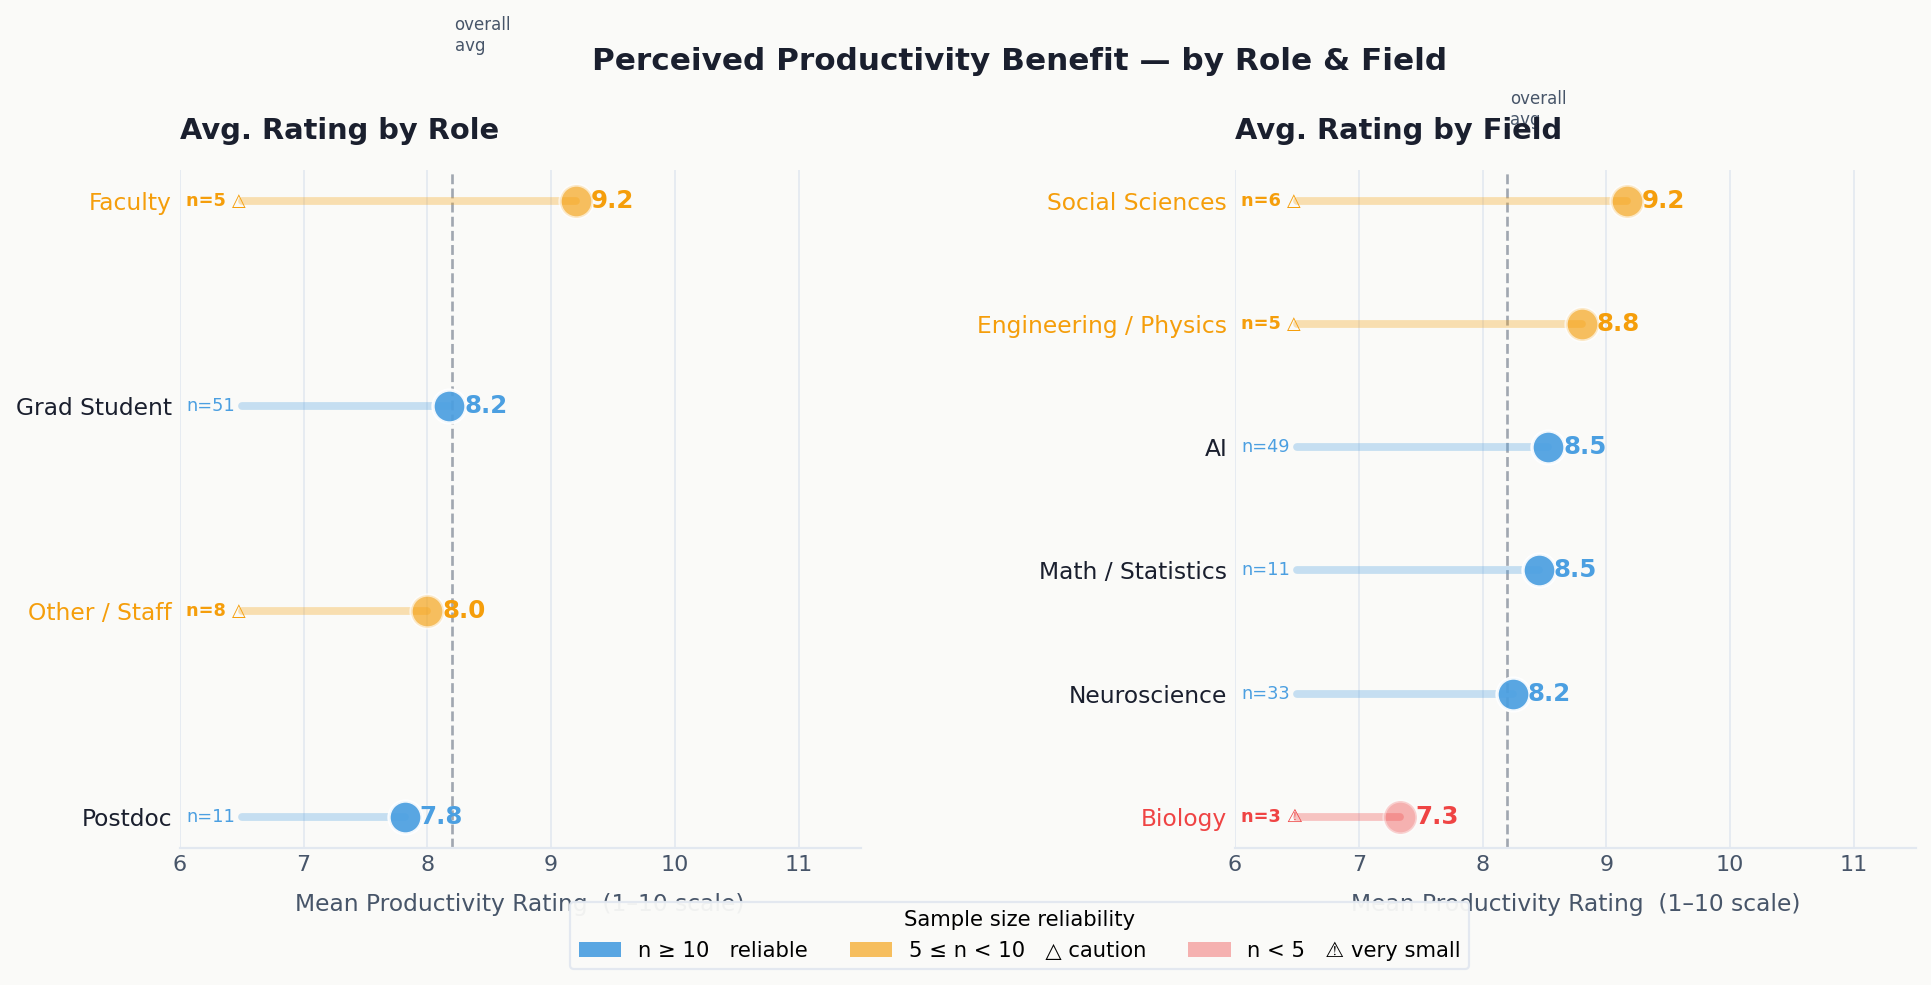 overall
avg
Perceived Productivity Benefit — by Role & Field
Avg. Rating by Role
Faculty n=5 △ 9.2
Grad Student n=51 8.2
Other / Staff n=8 △ 8.0
Postdoc n=11 7.8
6 7 8 9 10 11
Mean Productivity Rating (1–10 scale)
overall
avg
Avg. Rating by Field
Social Sciences n=6 △ 9.2
Engineering / Physics n=5 △ 8.8
AI n=49 8.5
Math / Statistics n=11 8.5
Neuroscience n=33 8.2
Biology n=3 ⚠ 7.3
6 7 8 9 10 11
Mean Productivity Rating (1–10 scale)
Sample size reliability
n ≥ 10 reliable 5 ≤ n < 10 △ caution n < 5 ⚠ very small